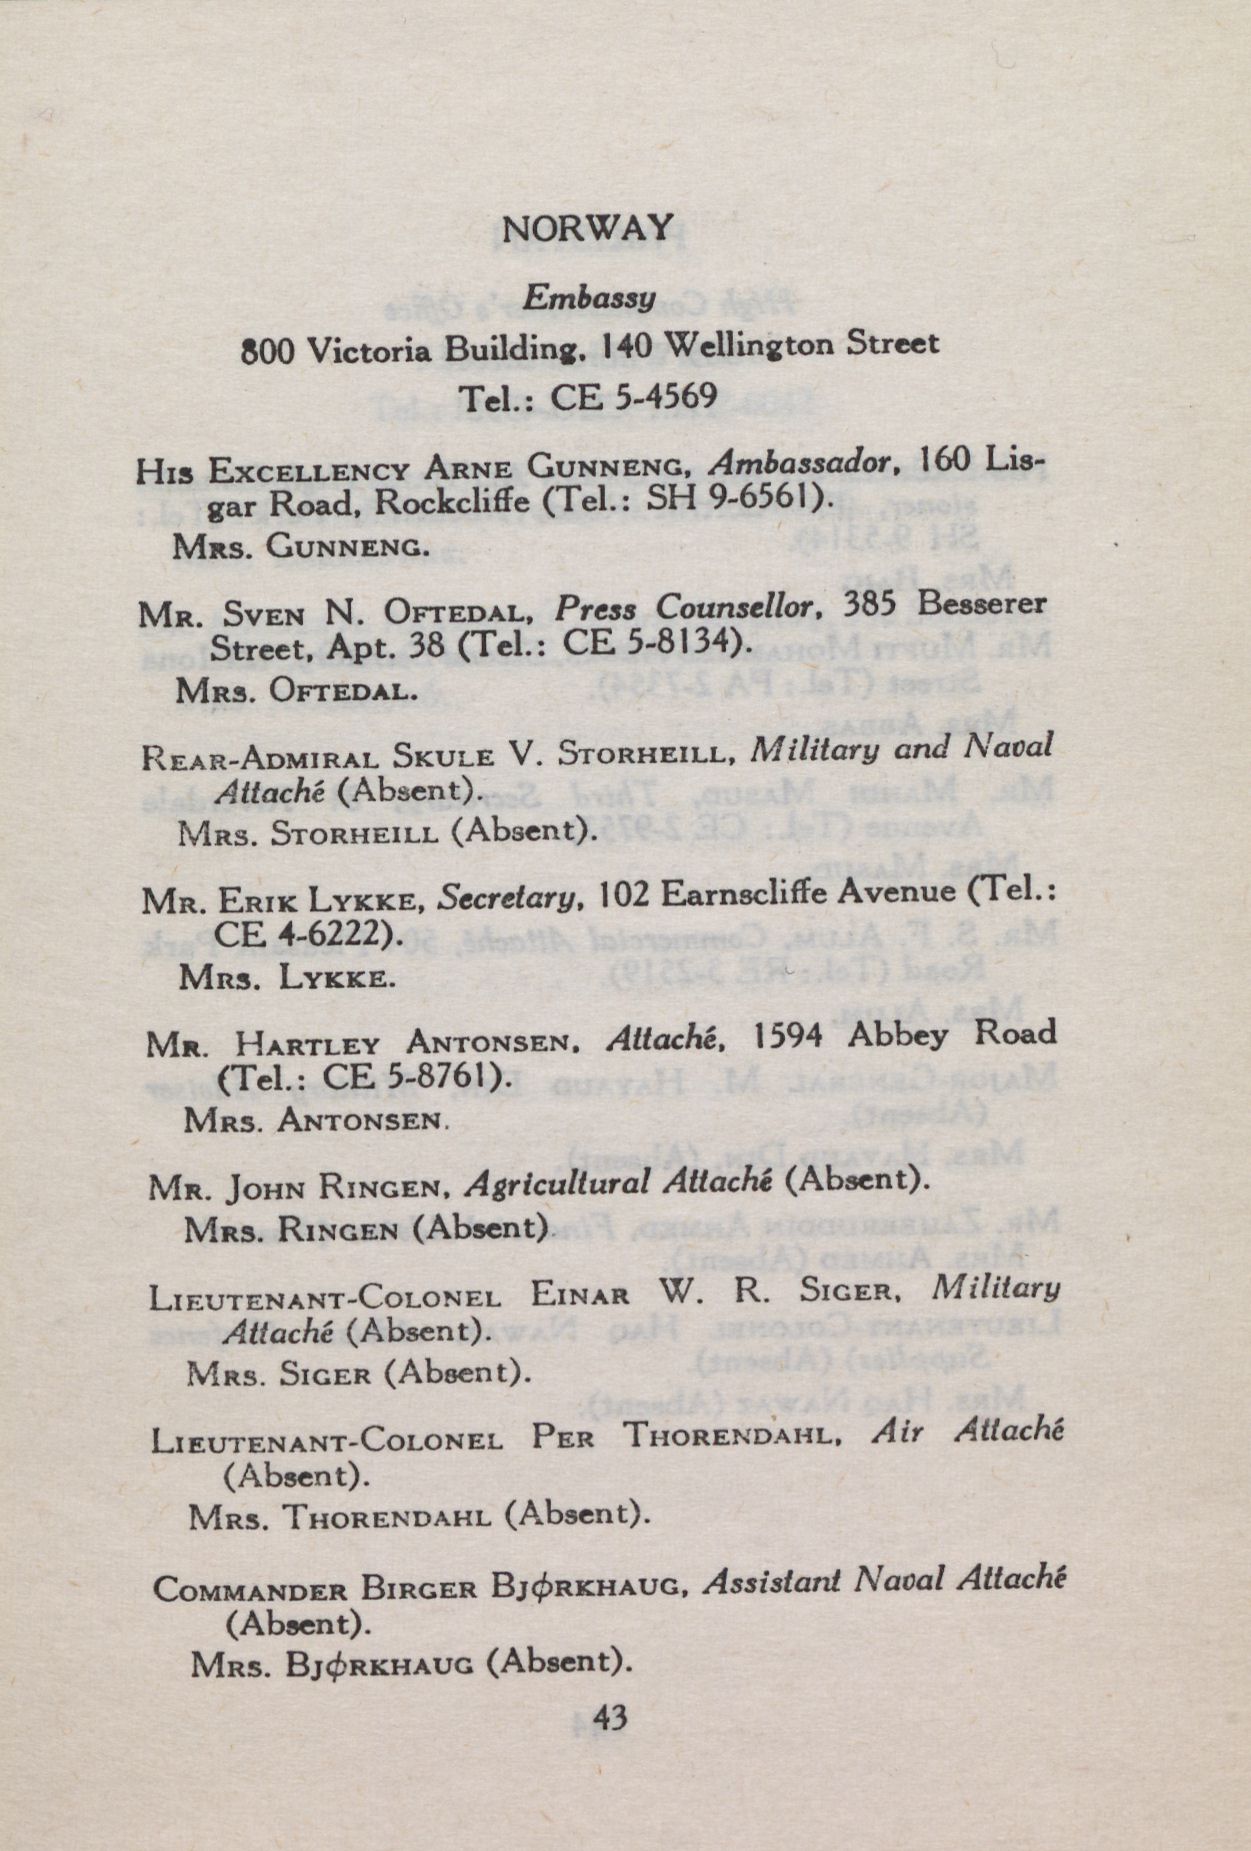 NORWAY
Embassy
800 Victoria Building, 140 Wellington Street
Tel.: CE 5-4569
HIS EXCELLENCY ARNE GUNNENG, Ambassador, 160 Lis-
gar Road, Rockcliffe (Tel.: SH 9-6561).
MRS. GUNNENG.
MR. SVEN N. OFTEDAL, Press Counsellor, 385 Besserer
Street, Apt. 38 (Tel.: CE 5-8134).
MRS. OFTEDAL.
REAR-ADMIRAL SKULE V. STORHEILL, Military and Naval
Attaché (Absent).
MRS. STORHEILL (Absent).
MR. ERIK LYKKE, Secretary, 102 Earnscliffe Avenue (Tel.:
CE 4-6222).
MRS. LYKKE.
MR. HARTLEY ANTONSEN, Attaché, 1594 Abbey Road
(Tel.: CE 5-8761).
MRS. ANTONSEN.
MR. JOHN RINGEN, Agricultural Attaché (Absent).
MRS. RINGEN (Absent).
LIEUTENANT-COLONEL EINAR W. R. SIGER, Military
Attaché (Absent).
MRS. SIGER (Absent).
LIEUTENANT-COLONEL PER THORENDAHL, Air Attaché
(Absent).
MRS. THORENDAHL (Absent).
COMMANDER BIRGER BJØRKHAUG, Assistant Naval Attaché
(Absent).
MRS. BJØRKHAUG (Absent).
43